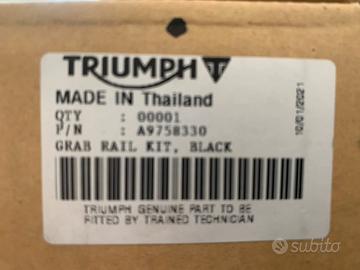 TRIUMPH
MADE IN Thailand
QTY : 00001
P/N : A9758330
GRAB RAIL KIT, BLACK
TRIUMPH GENUINE PART TO BE
FITTED BY TRAINED TECHNICIAN
10/01/2021
subito